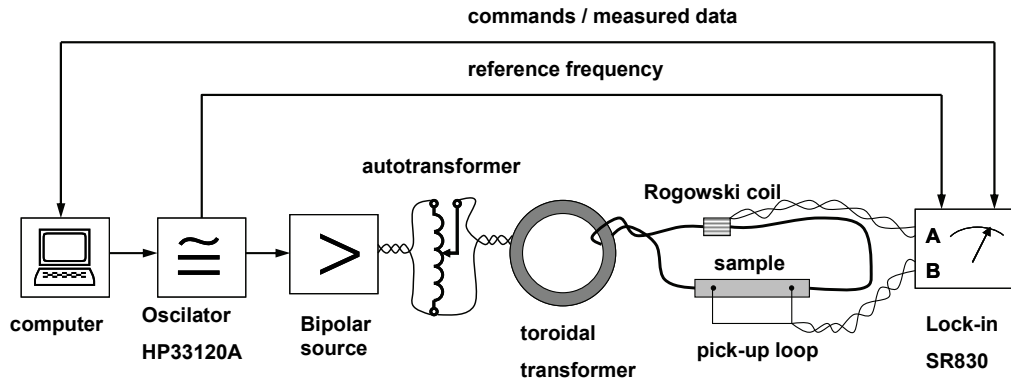 commands / measured data
reference frequency
autotransformer
Rogowski coil
A
B
sample
computer
Oscilator
HP33120A
Bipolar
source
toroidal
transformer
pick-up loop
Lock-in
SR830